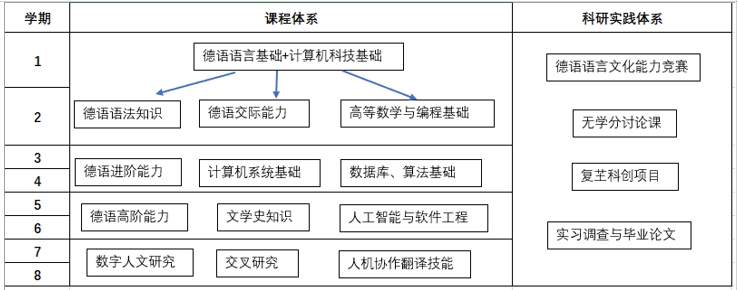 学期 课程体系 科研实践体系
1 德语语言基础+计算机科技基础
2 德语语法知识 德语交际能力 高等数学与编程基础
3
4 德语进阶能力 计算机系统基础 数据库、算法基础
5
6 德语高阶能力 文学史知识 人工智能与软件工程
7
8 数字人文研究 交叉研究 人机协作翻译技能
德语语言文化能力竞赛
无学分讨论课
复芏科创项目
实习调查与毕业论文